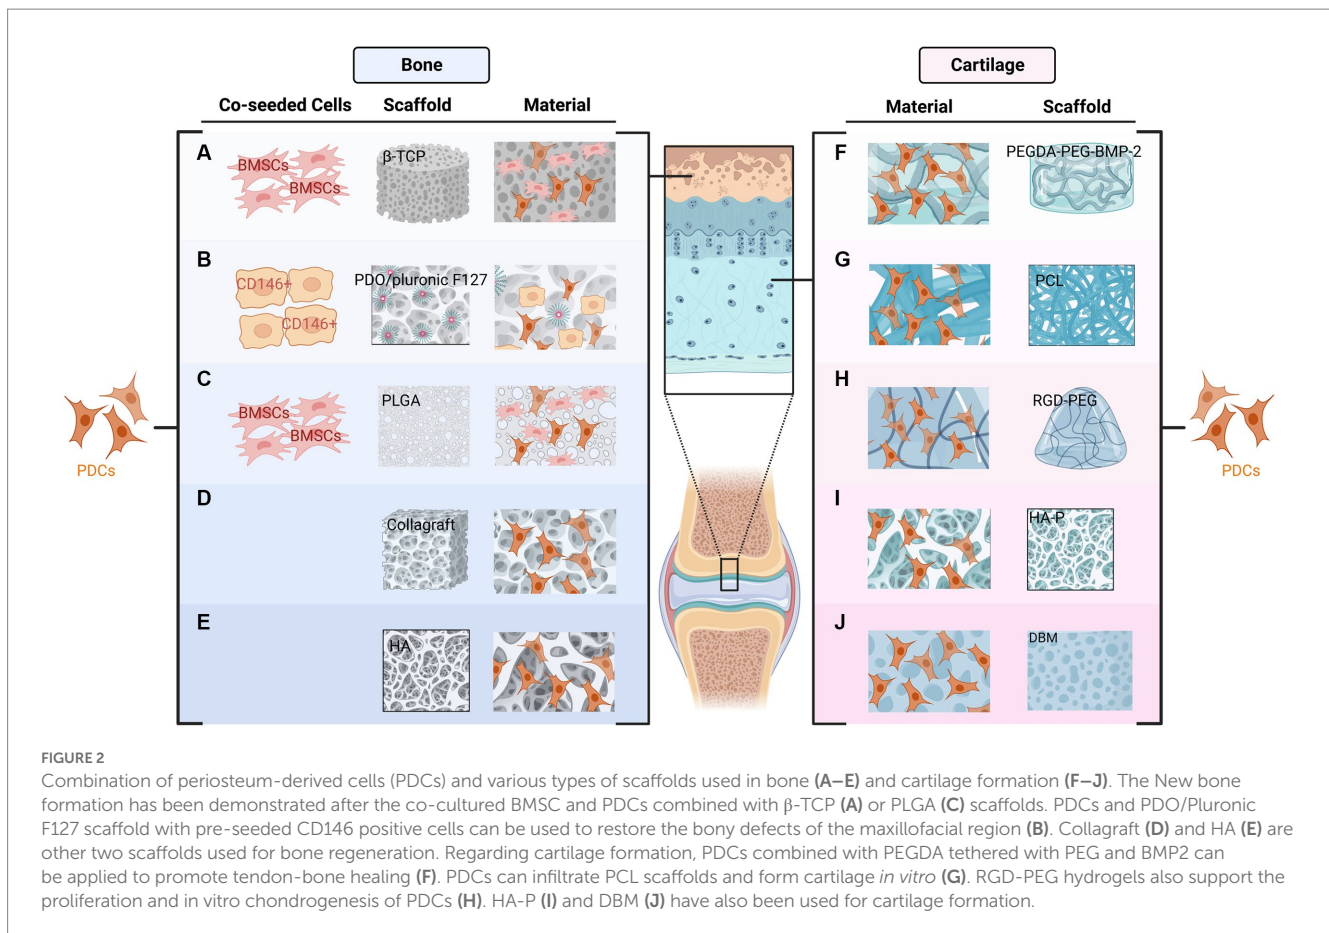 Bone
Co-seeded Cells Scaffold Material
A
BMSCs
BMSCs
β-TCP
B
CD146+
CD146+
PDO/pluronic F127
C
BMSCs
BMSCs
PLGA
D
Collagraft
E
HA
PDCs
Cartilage
Material Scaffold
F
PEGDA-PEG-BMP-2
G
PCL
H
RGD-PEG
I
HA-P
J
DBM
PDCs
FIGURE 2
Combination of periosteum-derived cells (PDCs) and various types of scaffolds used in bone (A–E) and cartilage formation (F–J). The New bone
formation has been demonstrated after the co-cultured BMSC and PDCs combined with β-TCP (A) or PLGA (C) scaffolds. PDCs and PDO/Pluronic
F127 scaffold with pre-seeded CD146 positive cells can be used to restore the bony defects of the maxillofacial region (B). Collagraft (D) and HA (E) are
other two scaffolds used for bone regeneration. Regarding cartilage formation, PDCs combined with PEGDA tethered with PEG and BMP2 can
be applied to promote tendon-bone healing (F). PDCs can infiltrate PCL scaffolds and form cartilage in vitro (G). RGD-PEG hydrogels also support the
proliferation and in vitro chondrogenesis of PDCs (H). HA-P (I) and DBM (J) have also been used for cartilage formation.